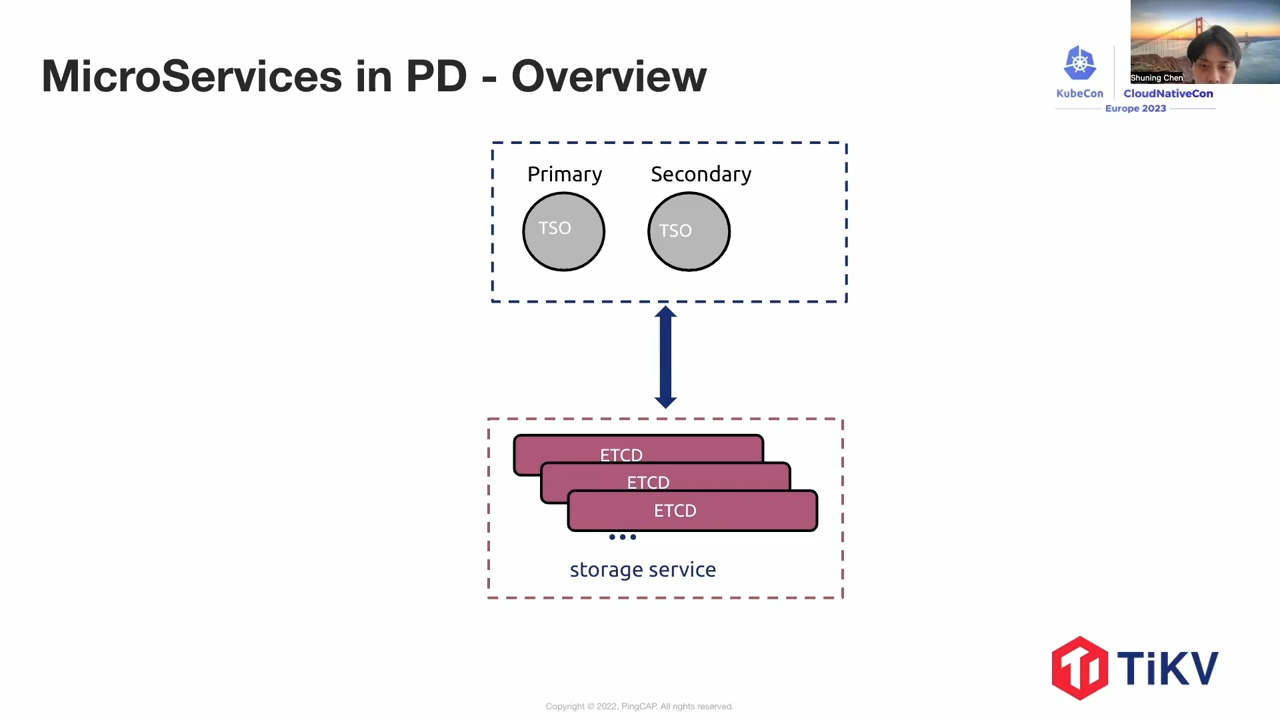 MicroServices in PD - Overview
Shuning Chen
KubeCon
CloudNativeCon
Europe 2023
Primary
Secondary
TSO
TSO
ETCD
ETCD
ETCD
storage service
TiKV
Copyright © 2022, PingCAP. All rights reserved.